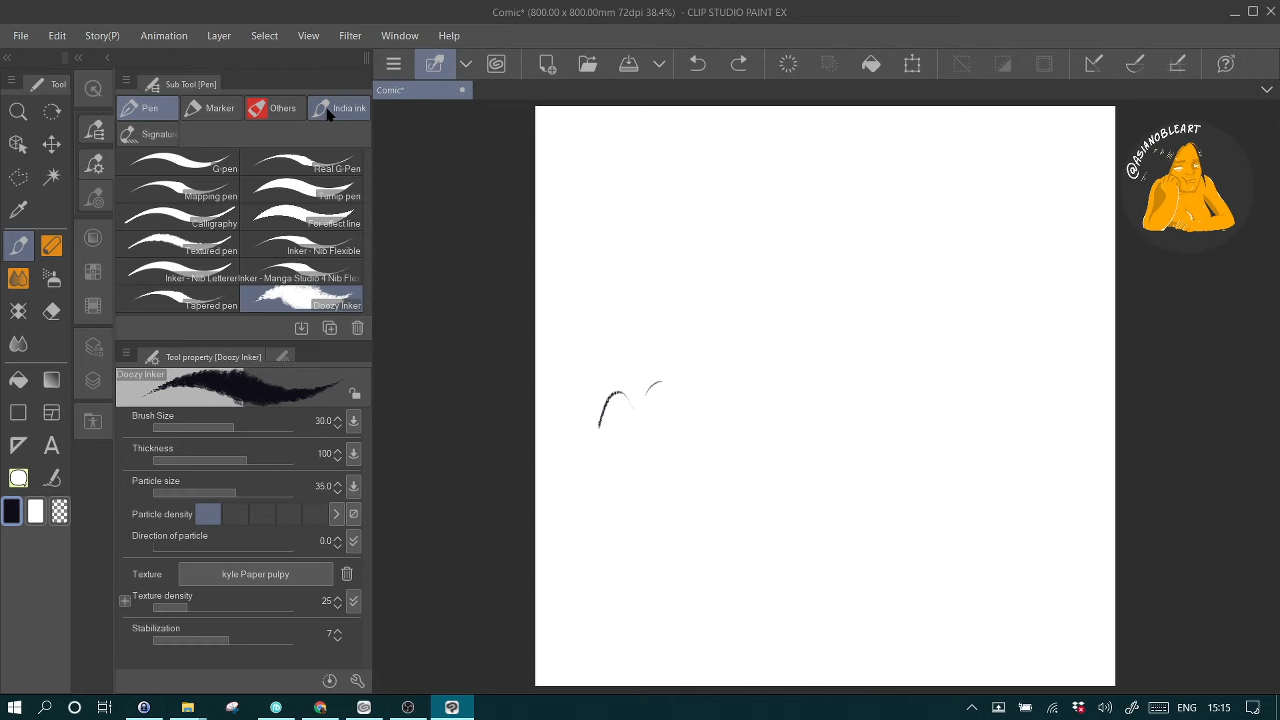 Comic* (800.00 x 800.00mm 72dpi 38.4%) - CLIP STUDIO PAINT EX
File Edit Story(P) Animation Layer Select View Filter Window Help
Tool
Sub Tool [Pen]
Comic*
Pen Marker Others India ink
Signature
G-pen Real G-Pen
Mapping pen Turnip pen
Calligraphy For effect line
Textured pen Inker - Nib Flexible
Inker - Nib Letterer Inker - Manga Studio 4 Nib Flex
Tapered pen Doozy Inker
Tool property [Doozy Inker]
Doozy Inker
Brush Size 30.0
Thickness 100
Particle size 35.0
Particle density
Direction of particle 0.0
Texture kyle Paper pulpy
Texture density 25
Stabilization 7
@ASIANOBLEART
ENG 15:15